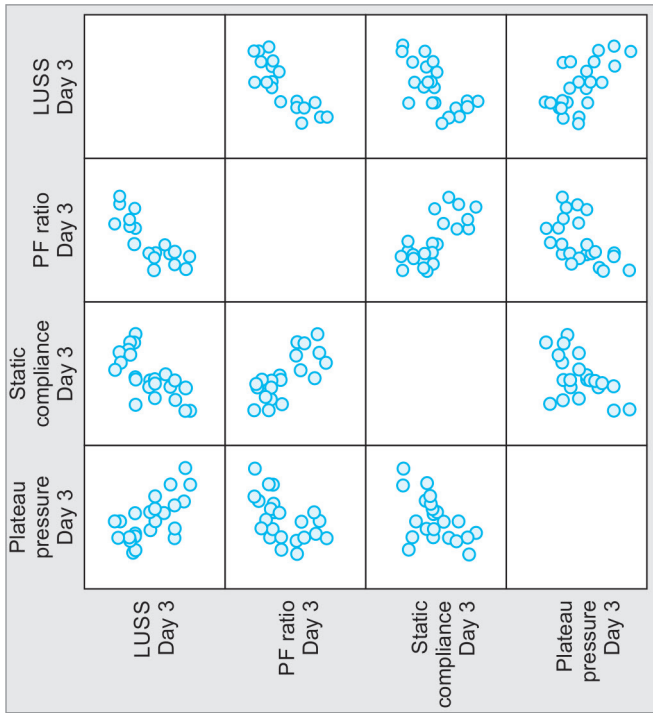 LUSS
Day 3
PF ratio
Day 3
Static
compliance
Day 3
Plateau
pressure
Day 3
LUSS
Day 3
PF ratio
Day 3
Static
compliance
Day 3
Plateau
pressure
Day 3